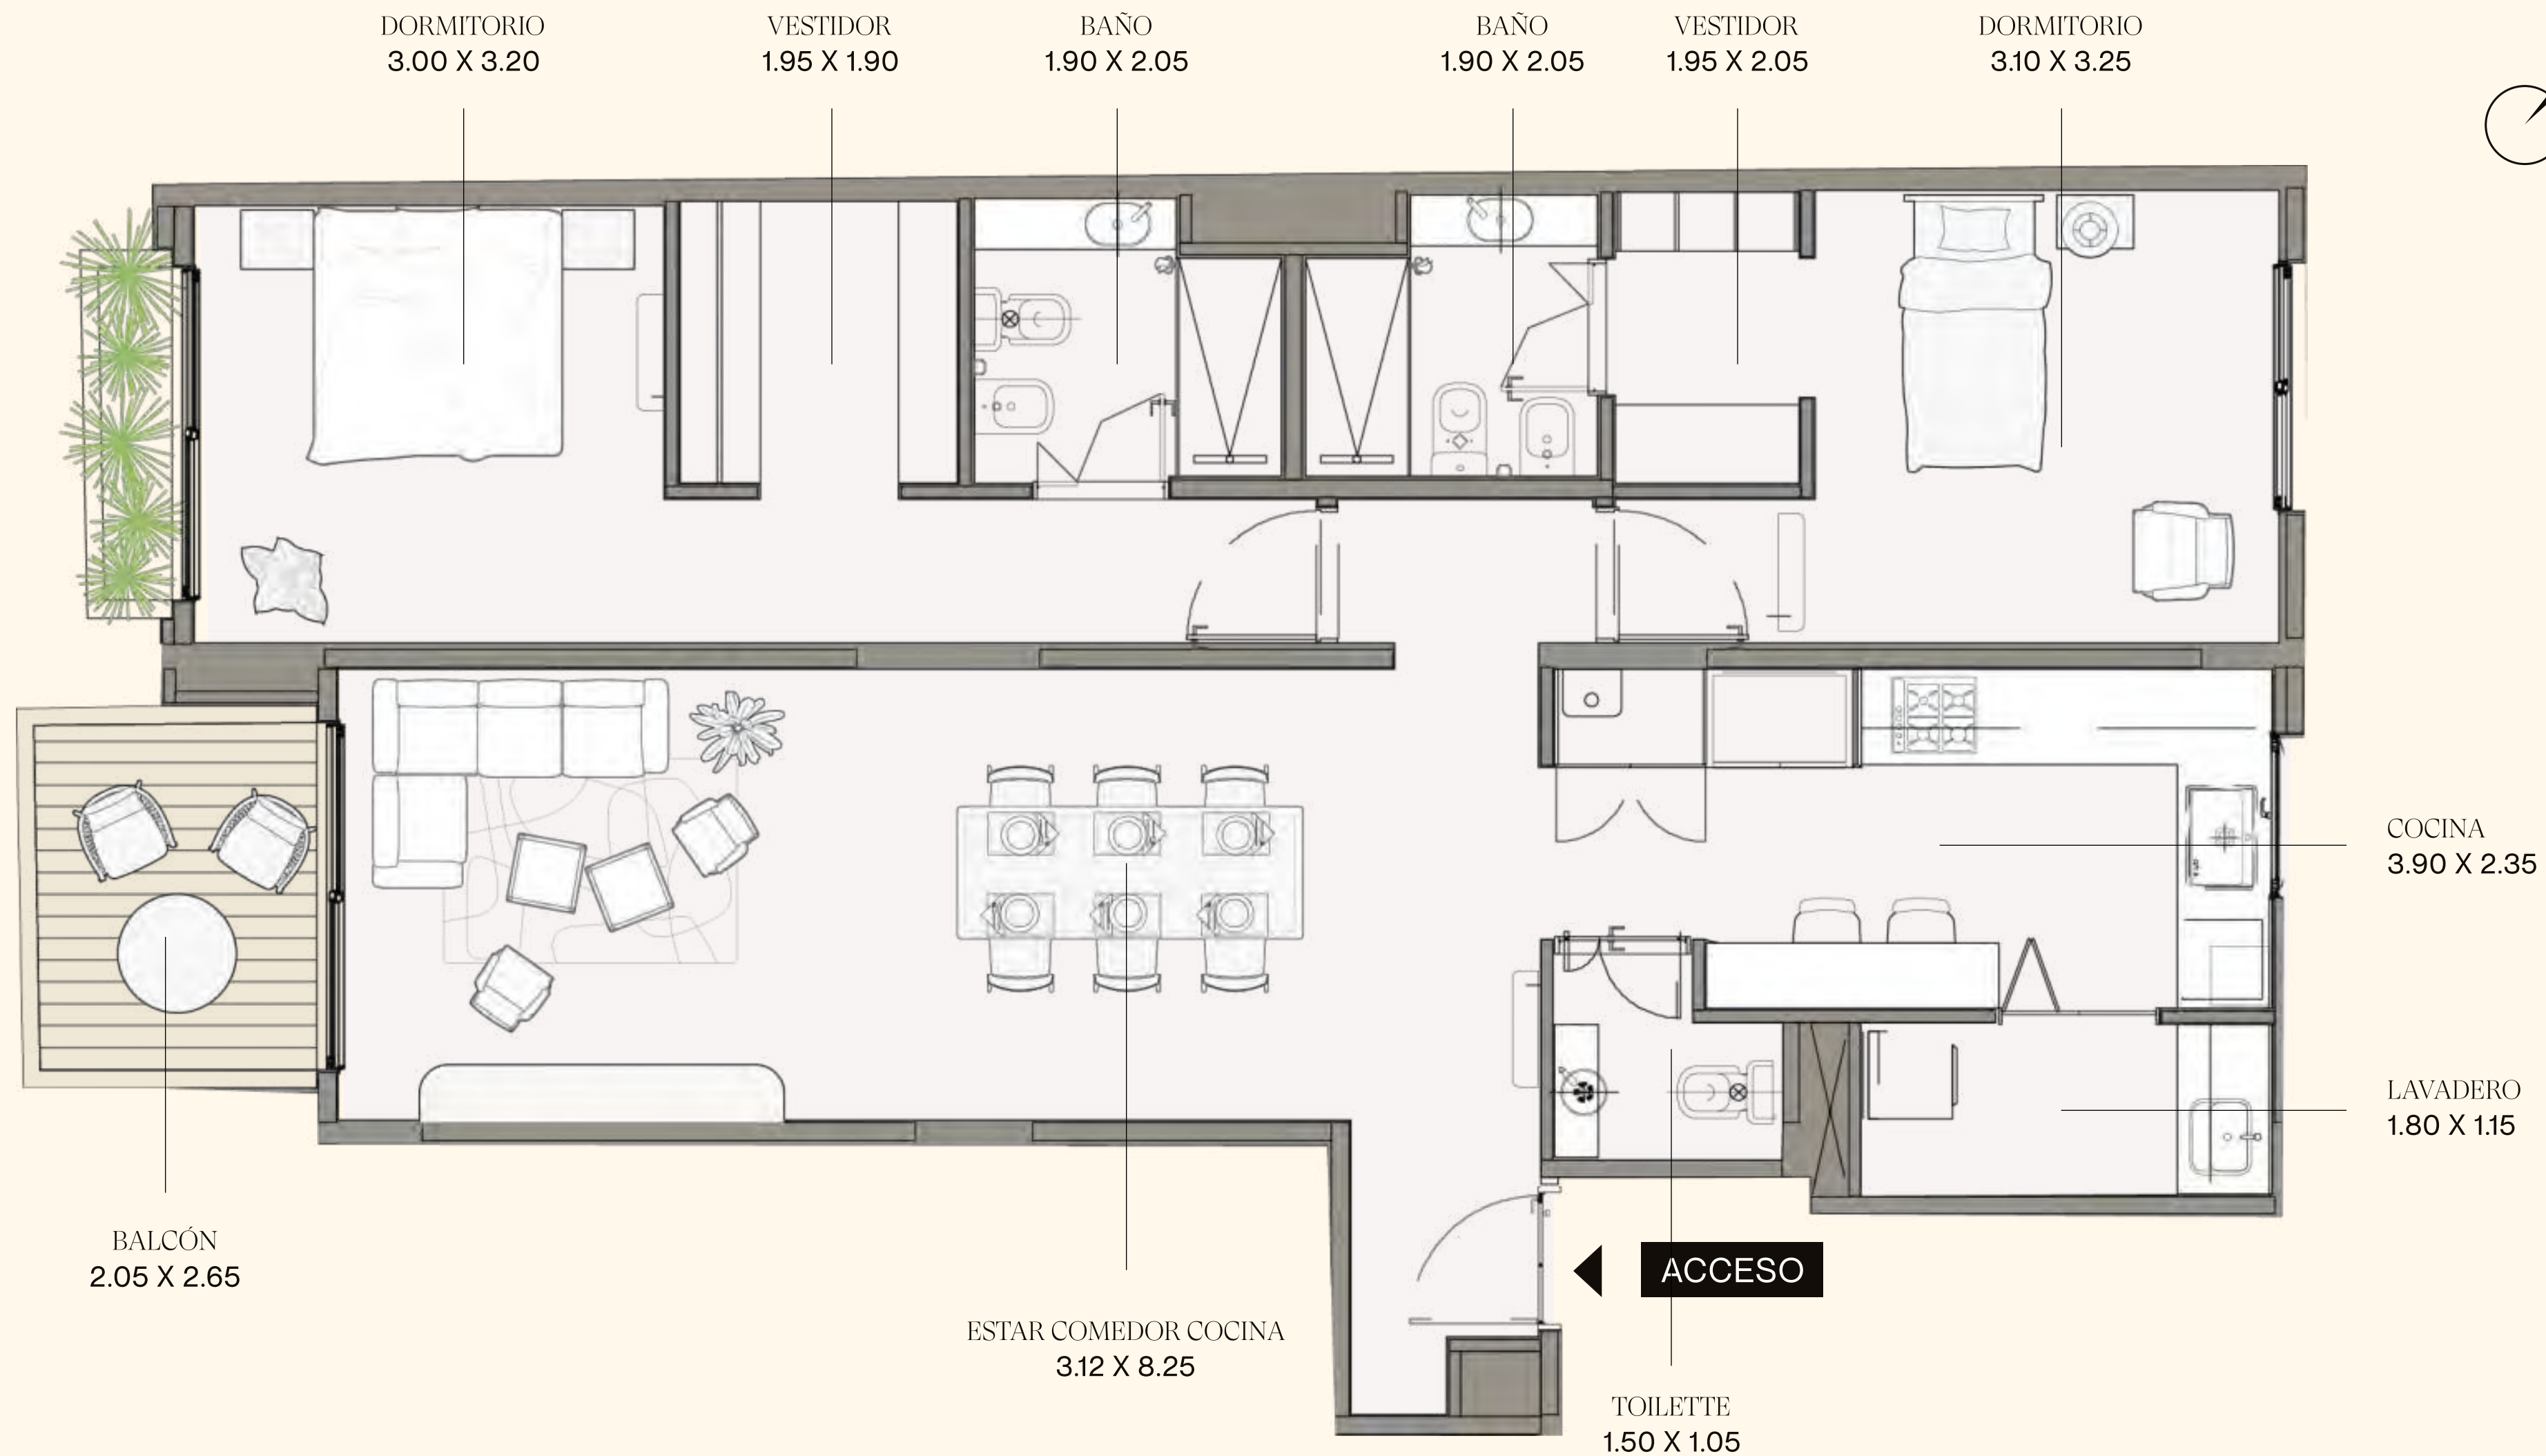 DORMITORIO
3.00 X 3.20
VESTIDOR
1.95 X 1.90
BAÑO
1.90 X 2.05
BAÑO
1.90 X 2.05
VESTIDOR
1.95 X 2.05
DORMITORIO
3.10 X 3.25
COCINA
3.90 X 2.35
LAVADERO
1.80 X 1.15
BALCÓN
2.05 X 2.65
ACCESO
ESTAR COMEDOR COCINA
3.12 X 8.25
TOILETTE
1.50 X 1.05